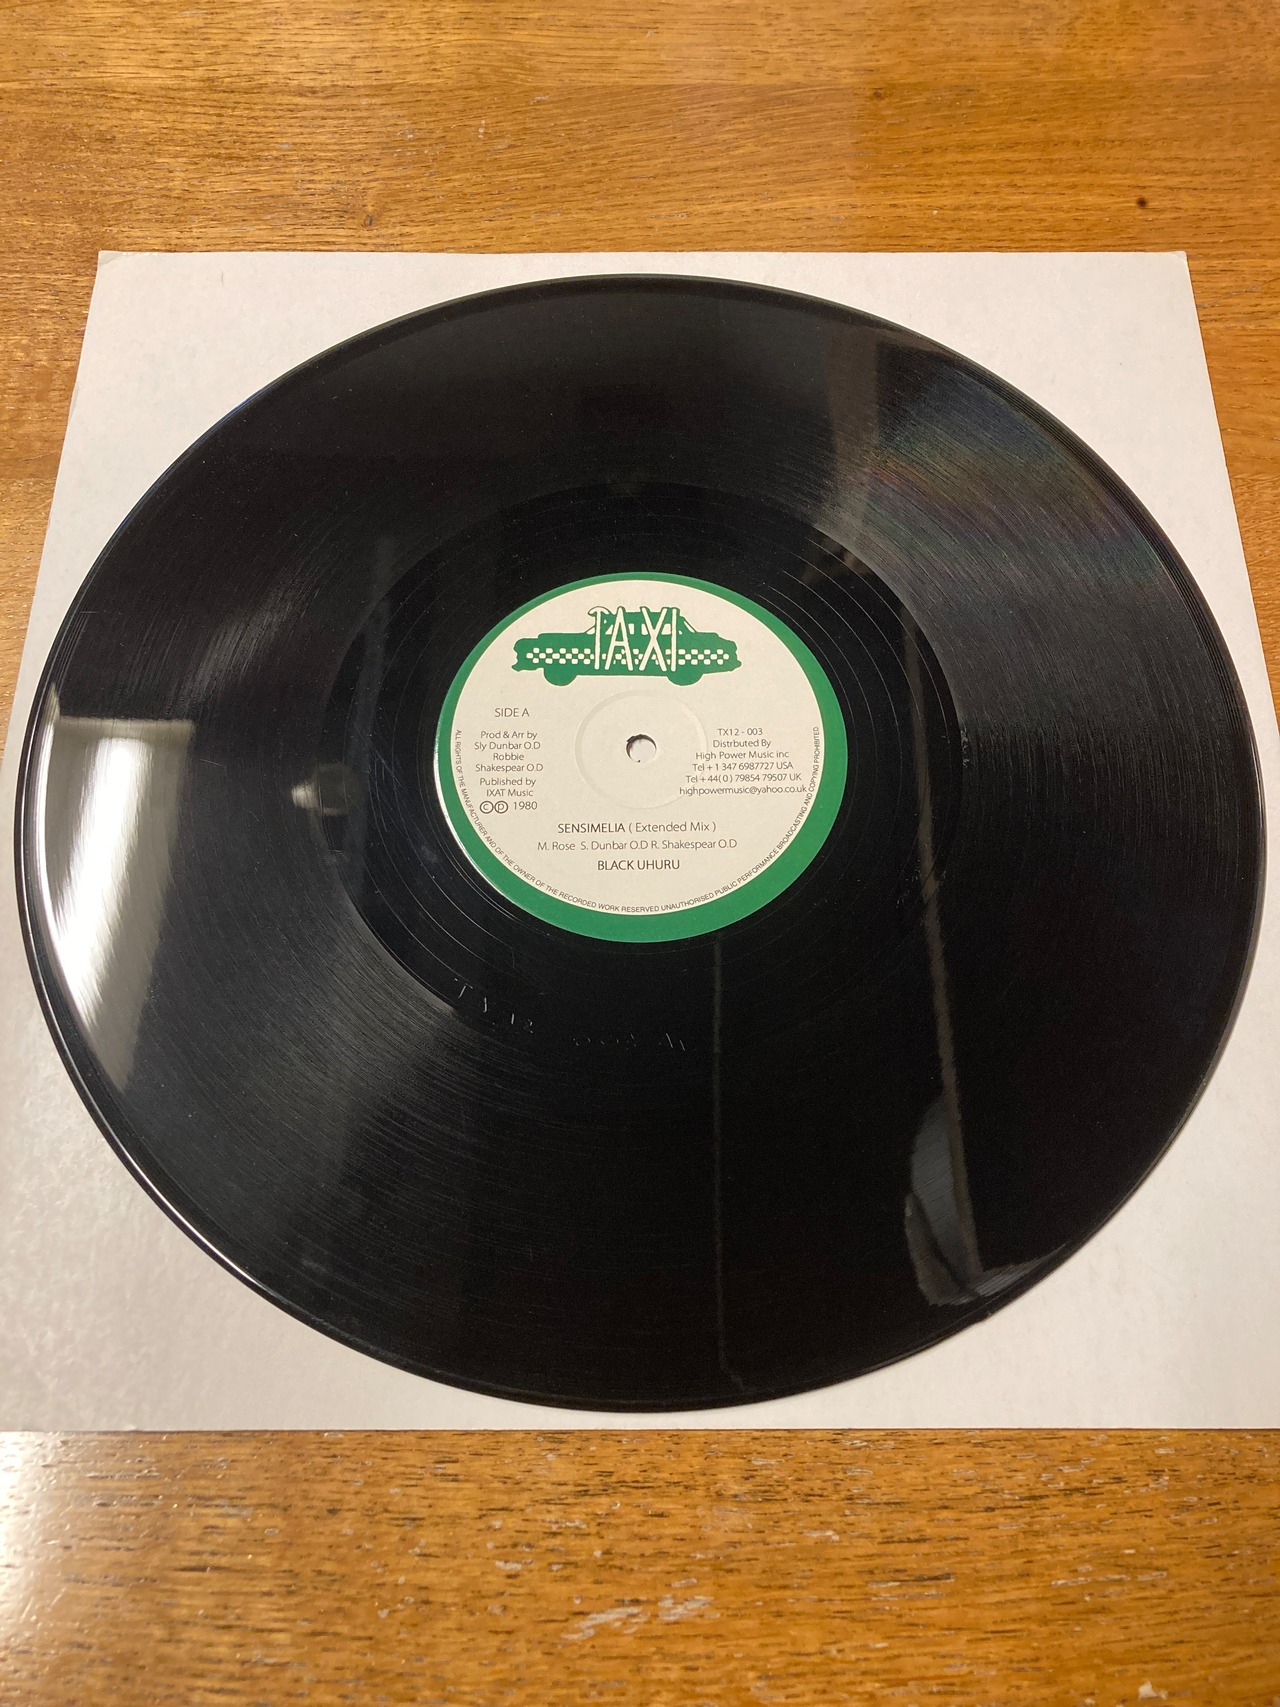 TAXI
SIDE A
Prod & Arr by
Sly Dunbar O.D
Robbie
Shakespear O.D
Published by
IXAT Music
©℗ 1980
TX12 - 003
Distrbuted By
High Power Music inc
Tel + 1 347 6987727 USA
Tel + 44( 0 ) 79854 79507 UK
highpowermusic@yahoo.co.uk
SENSIMELIA ( Extended Mix )
M. Rose S. Dunbar O.D R. Shakespear O.D
BLACK UHURU
ALL RIGHTS OF THE MANUFACTURER AND OF THE OWNER OF THE RECORDED WORK RESERVED UNAUTHORISED PUBLIC PERFORMANCE BROADCASTING AND COPYING PROHIBITED